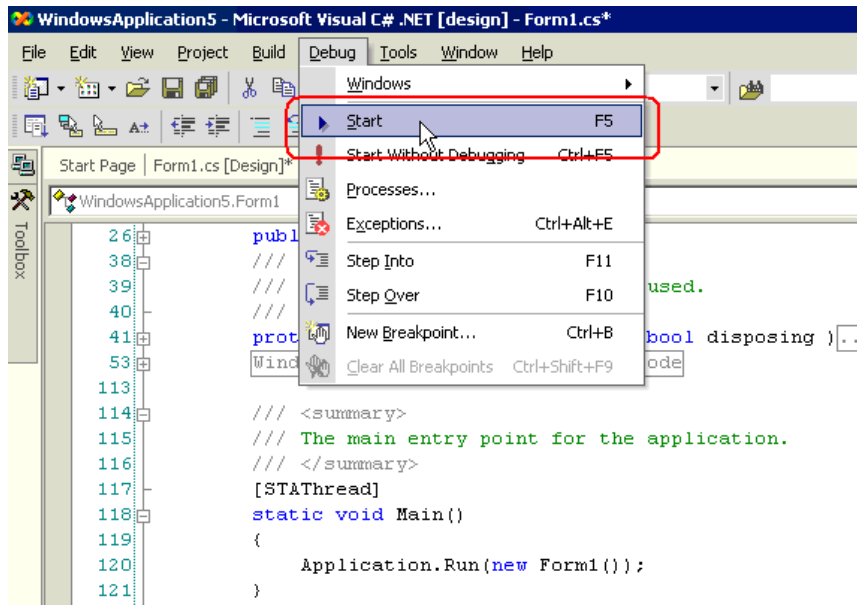 WindowsApplication5 - Microsoft Visual C# .NET [design] - Form1.cs*
File Edit View Project Build Debug Tools Window Help
Windows
Start F5
Start Without Debugging Ctrl+F5
Processes...
Exceptions... Ctrl+Alt+E
Step Into F11
Step Over F10
New Breakpoint... Ctrl+B
Clear All Breakpoints Ctrl+Shift+F9
Start Page Form1.cs [Design]*
WindowsApplication5.Form1
Toolbox
26 publ
38 ///
39 /// used.
40 ///
41 prot bool disposing )..
53 Wind ode
113
114 /// <summary>
115 /// The main entry point for the application.
116 /// </summary>
117 [STAThread]
118 static void Main()
119 {
120 Application.Run(new Form1());
121 }